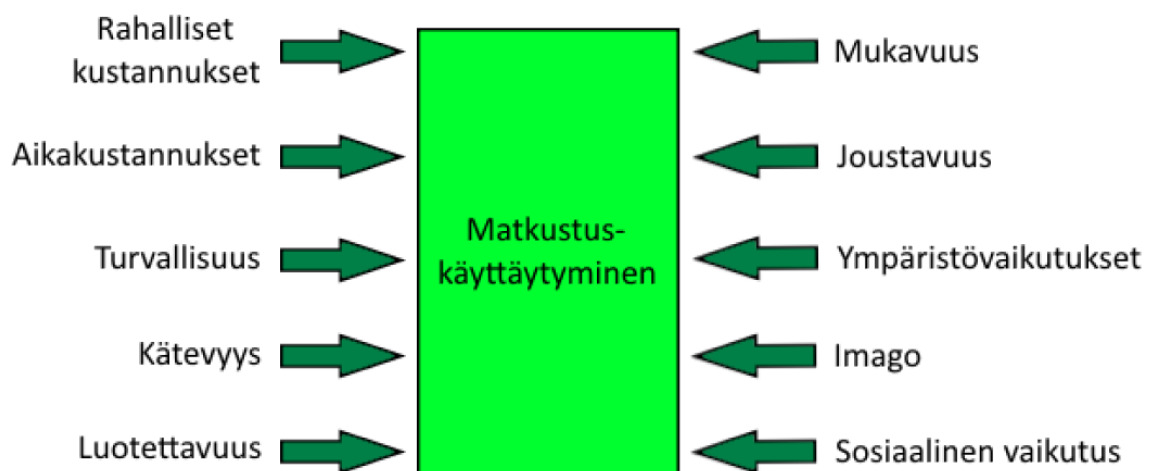 Rahalliset
kustannukset
Mukavuus
Aikakustannukset
Joustavuus
Turvallisuus
Matkustus-
käyttäytyminen
Ympäristövaikutukset
Kätevyys
Imago
Luotettavuus
Sosiaalinen vaikutus